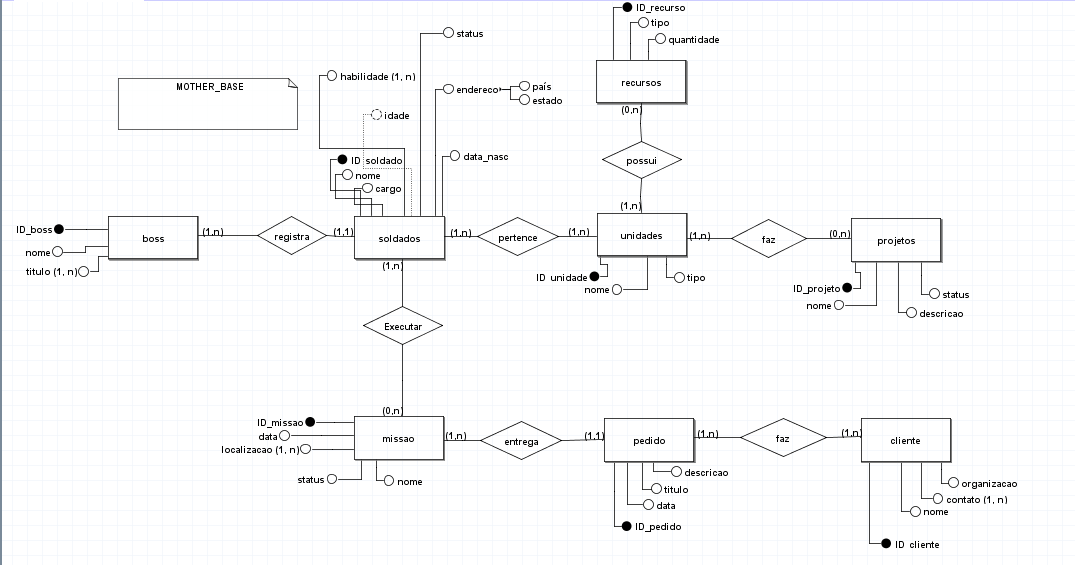 ID_recurso
tipo
quantidade
recursos
(0,n)
possui
(1,n)
status
habilidade (1, n)
endereco
país
estado
MOTHER_BASE
idade
data_nasc
ID_soldado
nome
cargo
ID_boss
nome
titulo (1, n)
boss
(1,n)
registra
(1,1)
soldados
(1,n)
pertence
(1,n)
unidades
(1,n)
faz
(0,n)
projetos
ID_unidade
nome
tipo
ID_projeto
nome
status
descricao
(1,n)
Executar
(0,n)
ID_missao
data
localizacao (1, n)
missao
status
nome
(1,n)
entrega
(1,1)
pedido
(1,n)
faz
(1,n)
cliente
descricao
titulo
data
ID_pedido
organizacao
contato (1, n)
nome
ID_cliente